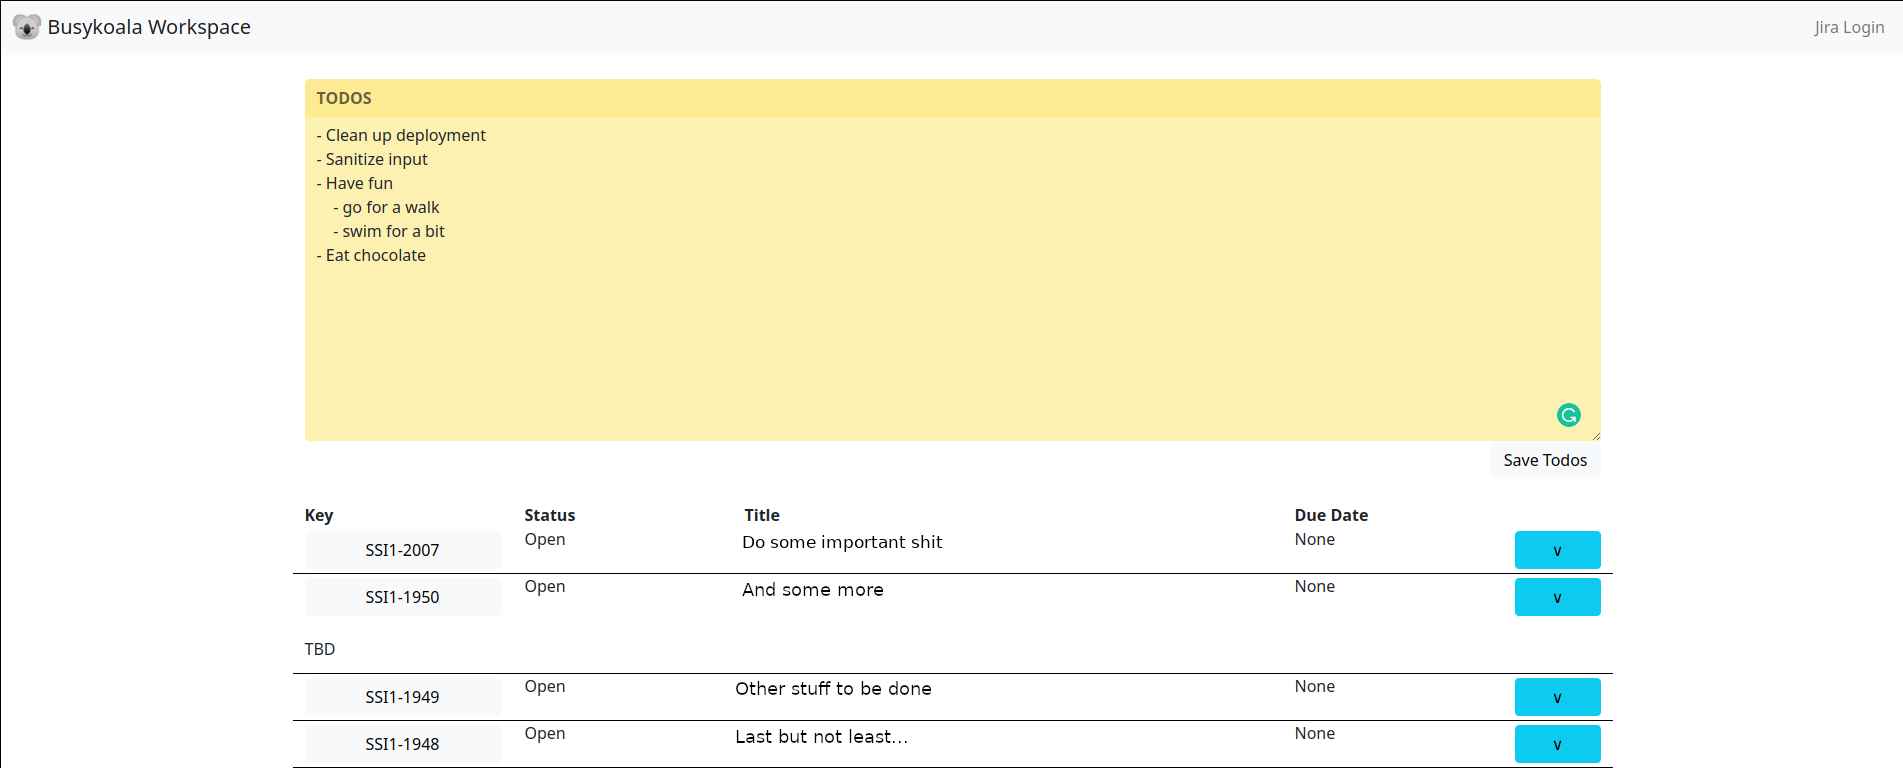 Busykoala Workspace Jira Login
TODOS
- Clean up deployment
- Sanitize input
- Have fun
- go for a walk
- swim for a bit
- Eat chocolate
Save Todos
Key Status Title Due Date
SSI1-2007 Open Do some important shit None v
SSI1-1950 Open And some more None v
TBD
SSI1-1949 Open Other stuff to be done None v
SSI1-1948 Open Last but not least... None v